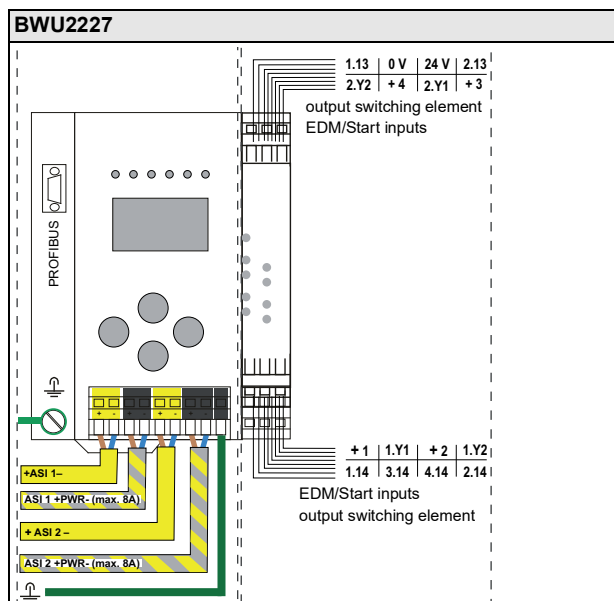 BWU2227
1.13 0 V 24 V 2.13
2.Y2 + 4 2.Y1 + 3
output switching element
EDM/Start inputs
PROFIBUS
+ - + - + - + -
+ 1 1.Y1 + 2 1.Y2
1.14 3.14 4.14 2.14
EDM/Start inputs
output switching element
+ASI 1–
ASI 1 +PWR- (max. 8A)
+ ASI 2 –
ASI 2 +PWR- (max. 8A)